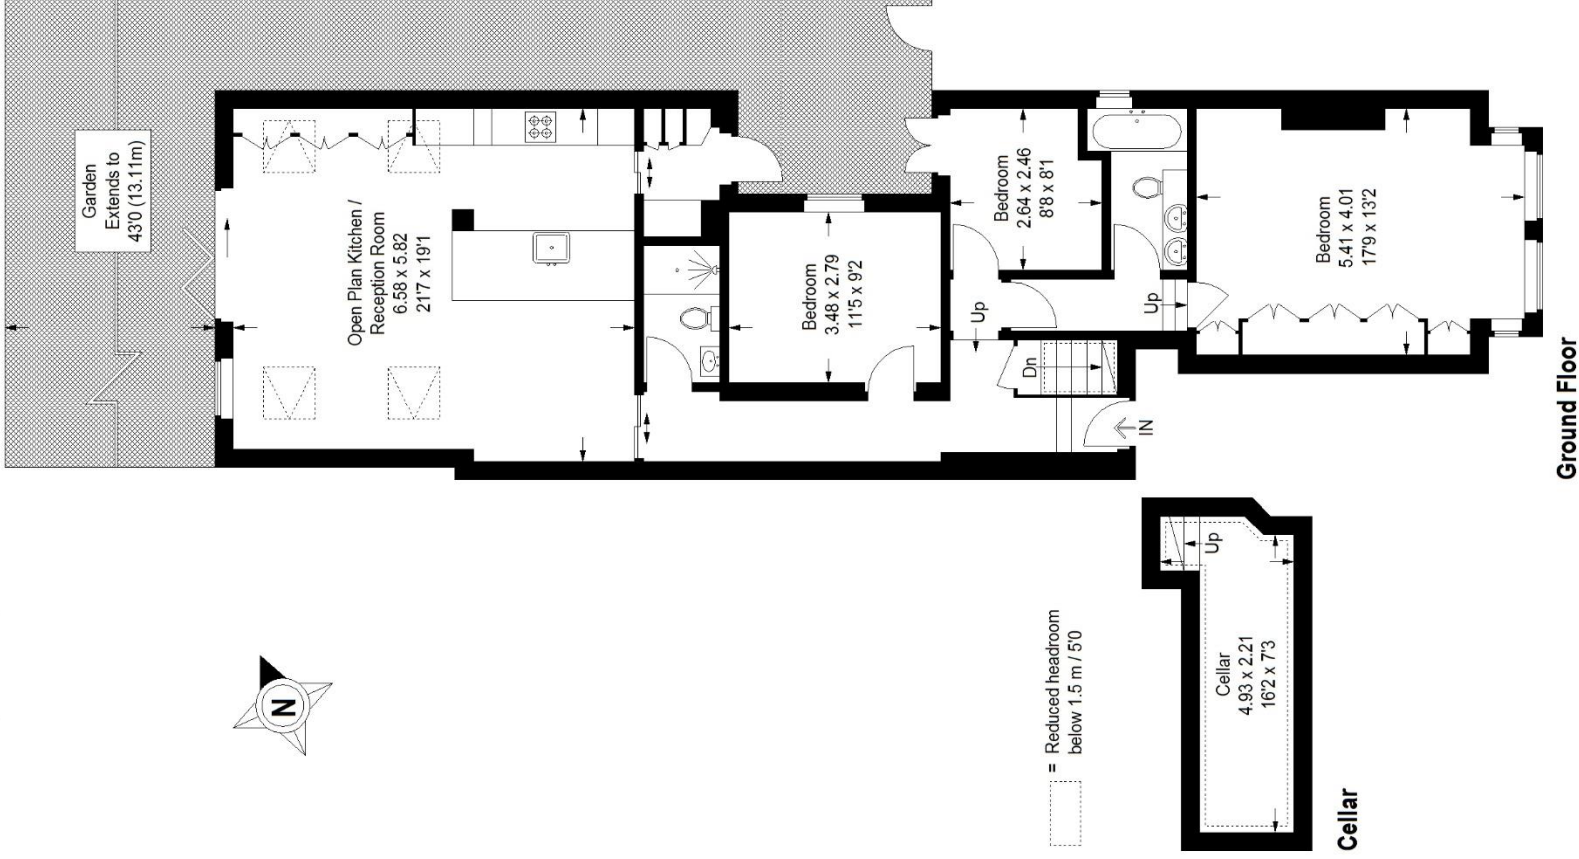 Garden
Extends to
43'0 (13.11m)
Open Plan Kitchen /
Reception Room
6.58 x 5.82
21'7 x 19'1
Bedroom
3.48 x 2.79
11'5 x 9'2
Bedroom
2.64 x 2.46
8'8 x 8'1
Up
Up
Dn
IN
Bedroom
5.41 x 4.01
17'9 x 13'2
Ground Floor
N
= Reduced headroom
below 1.5 m / 5'0
Up
Cellar
4.93 x 2.21
16'2 x 7'3
Cellar